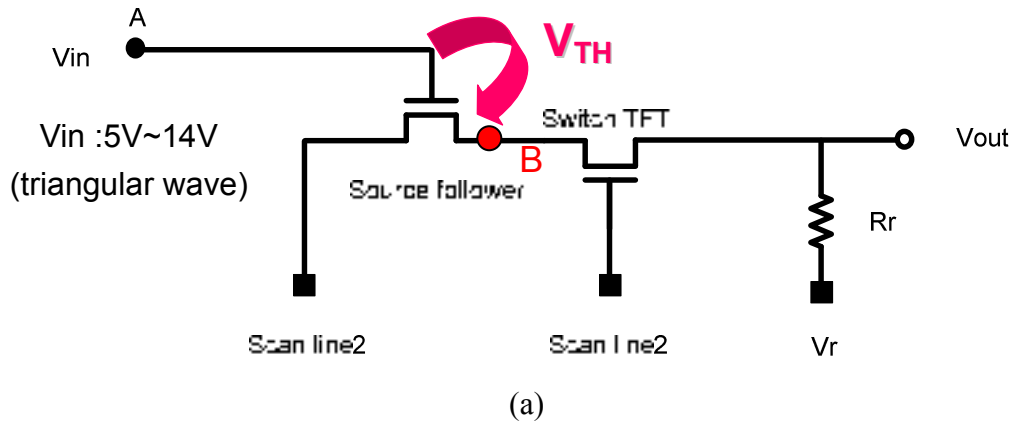 A
Vin
VTH
Vin :5V~14V
(triangular wave)
Switch TFT
B
Source follower
Vout
Rr
Scan line2
Scan line2
Vr
(a)